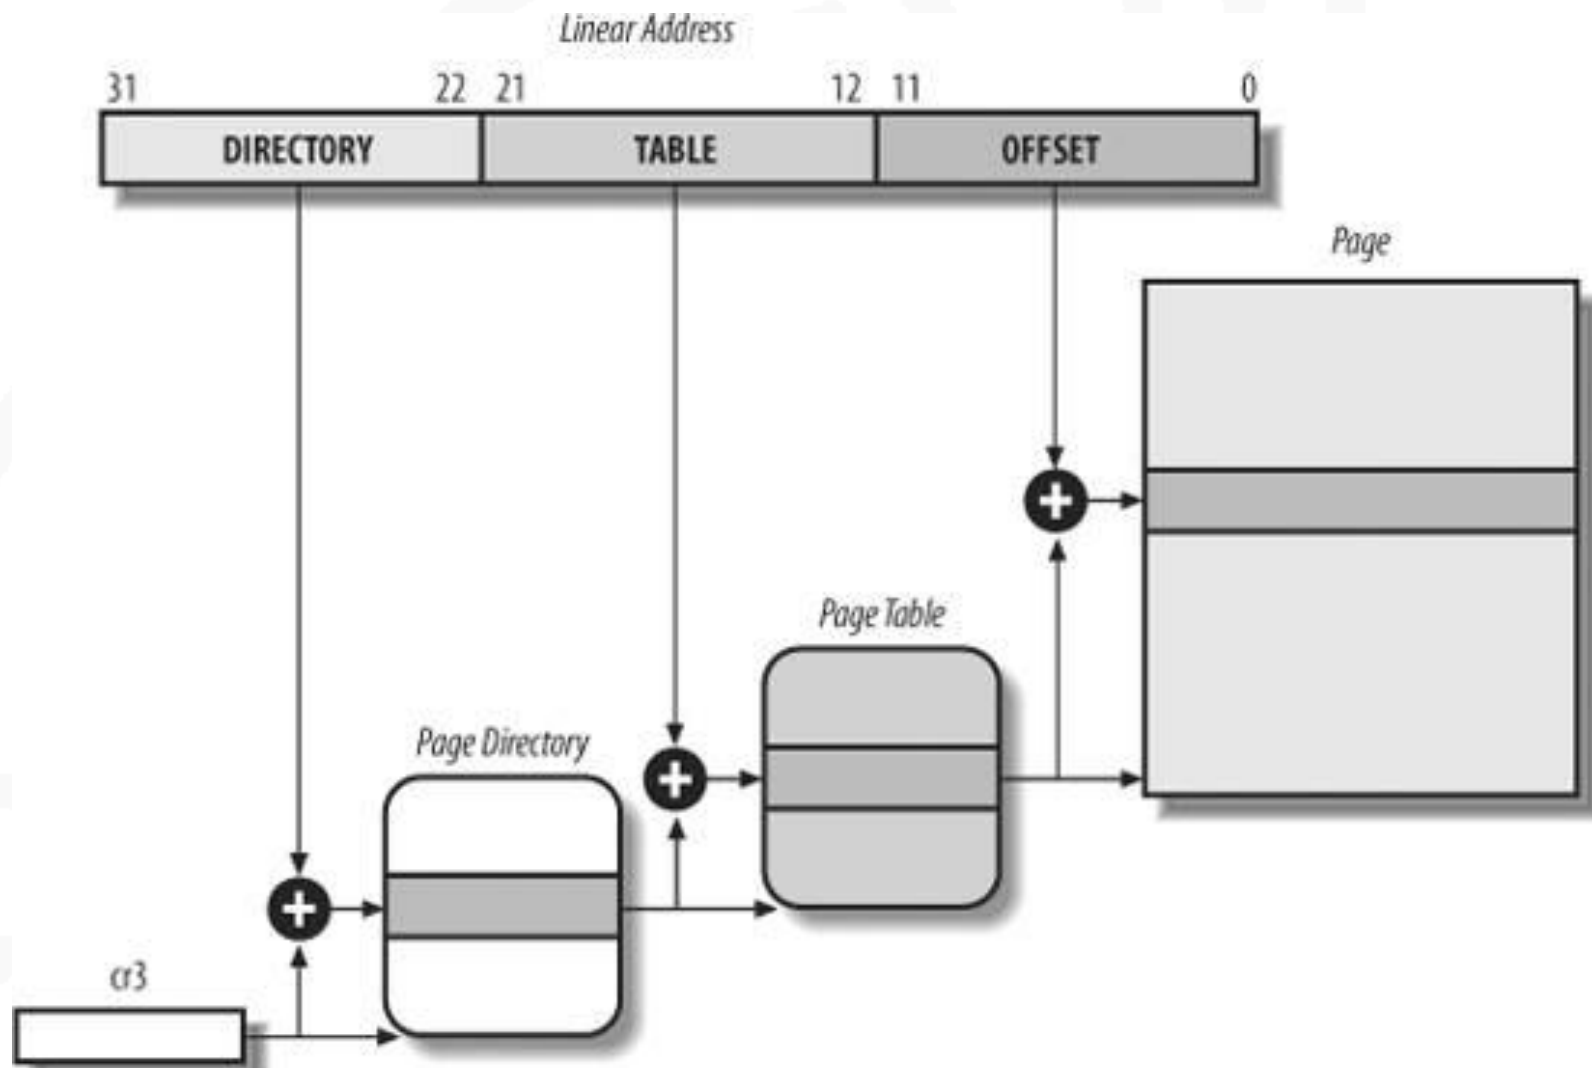 Linear Address
31 22 21 12 11 0
DIRECTORY TABLE OFFSET
Page
Page Table
Page Directory
cr3